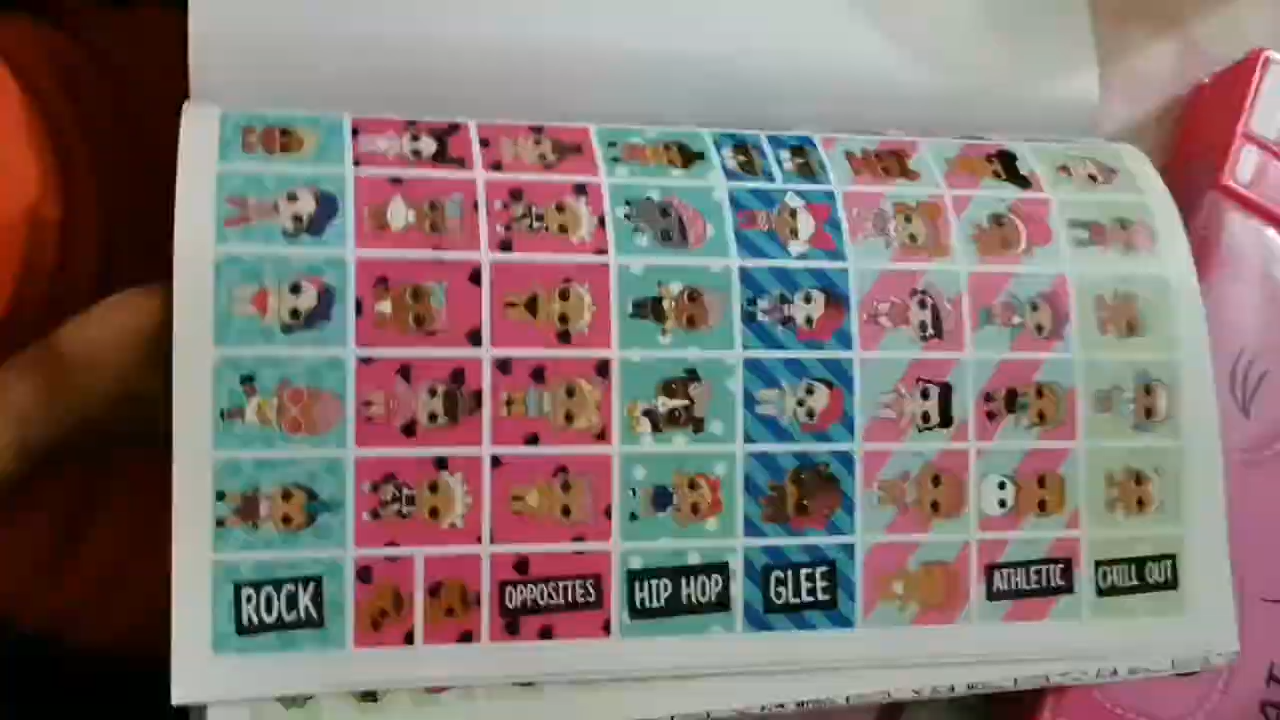 ROCK
OPPOSITES
HIP HOP
GLEE
ATHLETIC
CHILL OUT